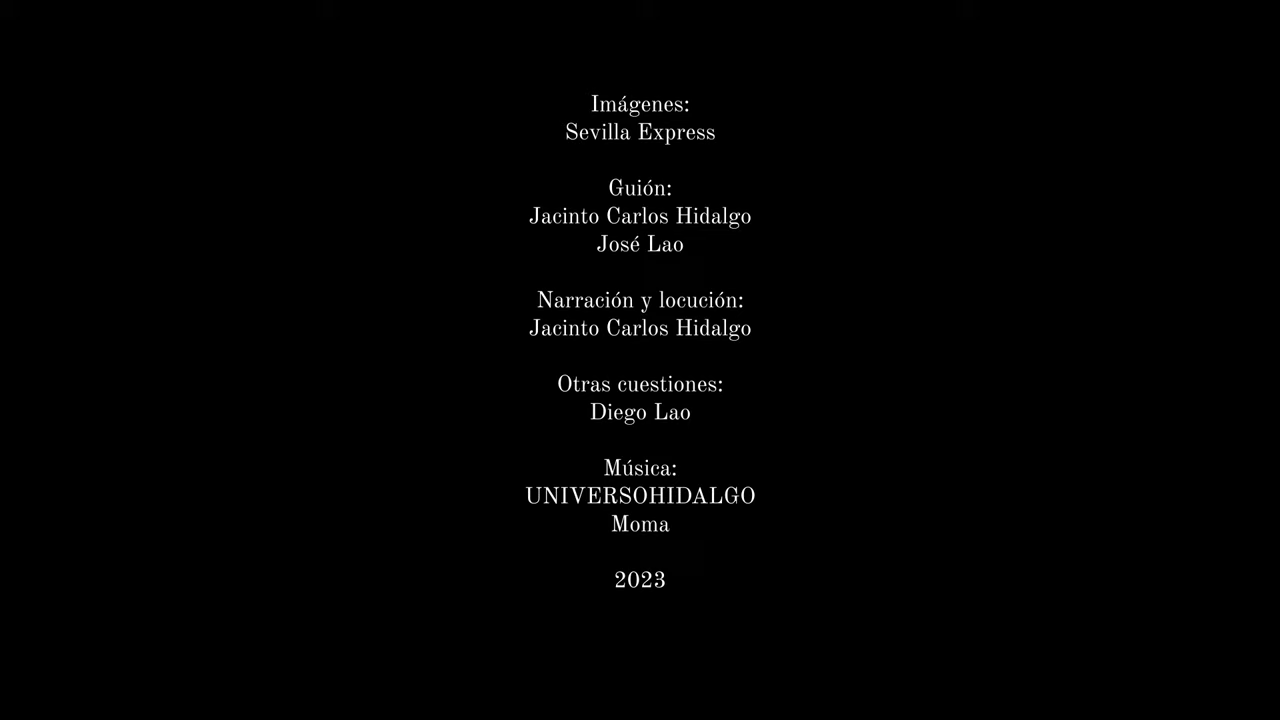 Imágenes:
Sevilla Express
Guión:
Jacinto Carlos Hidalgo
José Lao
Narración y locución:
Jacinto Carlos Hidalgo
Otras cuestiones:
Diego Lao
Música:
UNIVERSOHIDALGO
Moma
2023